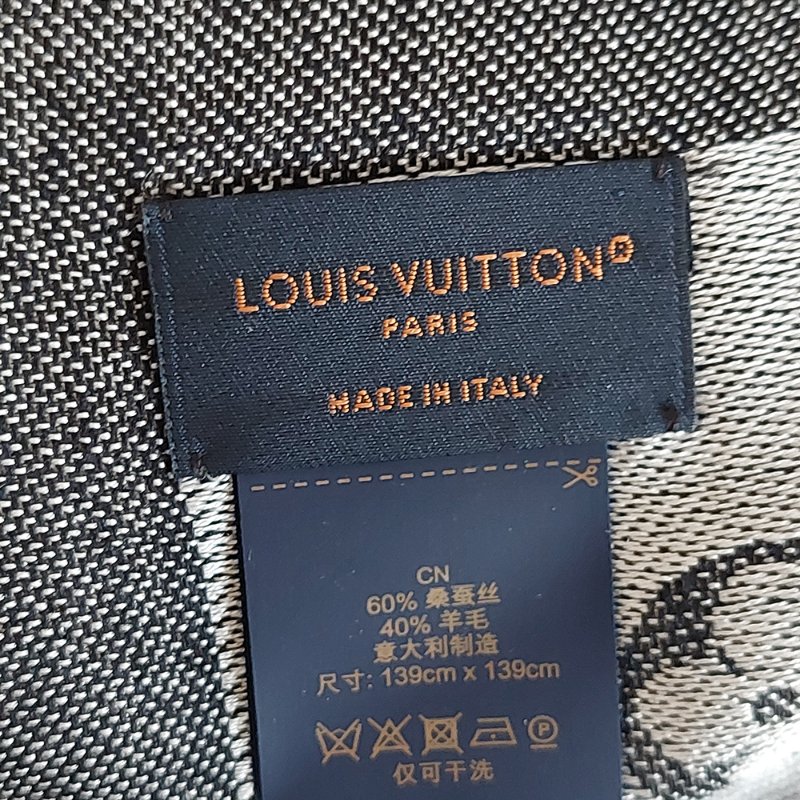 LOUIS VUITTON®
PARIS
MADE IN ITALY
CN
60% 桑蚕丝
40% 羊毛
意大利制造
尺寸: 139cm x 139cm
P
仅可干洗